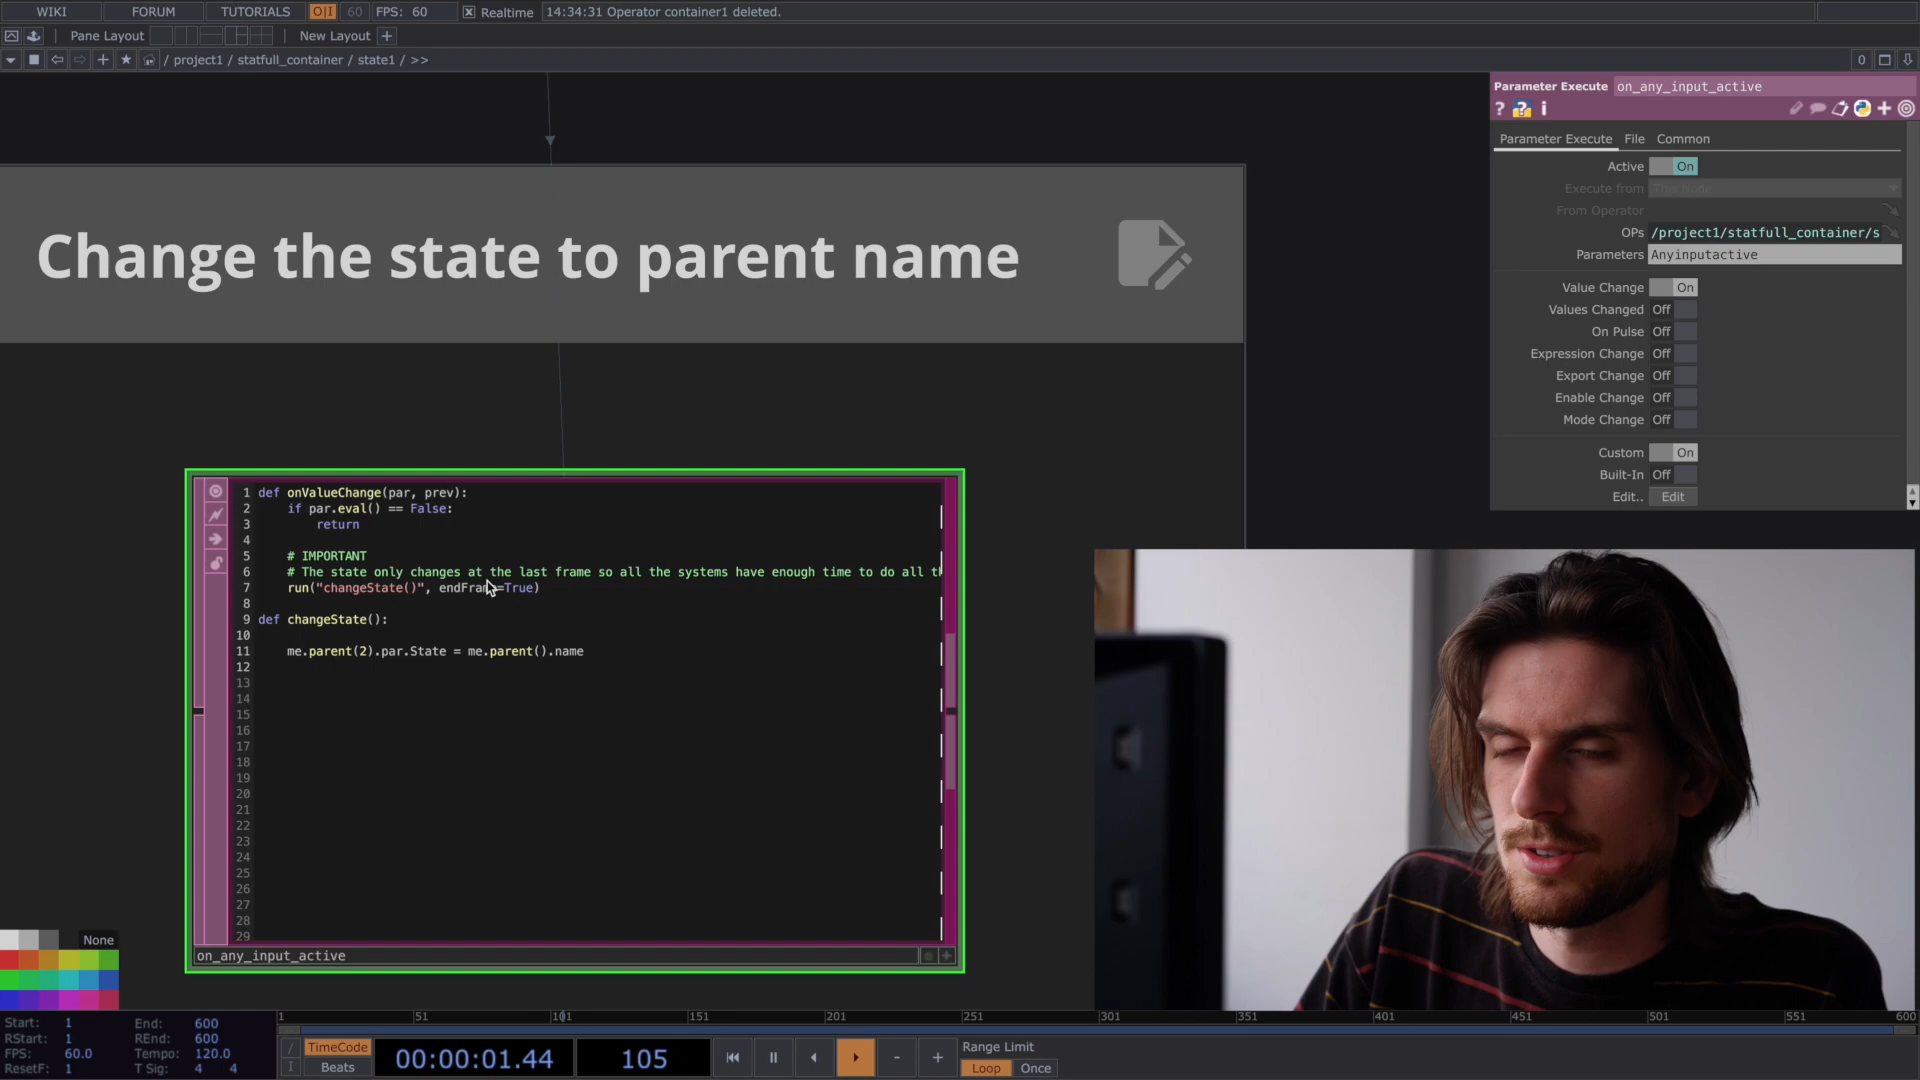 WIKI FORUM TUTORIALS O|I 60 FPS: 60 Realtime 14:34:31 Operator container1 deleted.
Pane Layout New Layout +
/ project1 / statfull_container / state1 / >> 0
Parameter Execute on_any_input_active
? ? i
Parameter Execute File Common
Active On
Execute from This Node
From Operator
OPs /project1/statfull_container/s
Parameters Anyinputactive
Value Change On
Values Changed Off
On Pulse Off
Expression Change Off
Export Change Off
Enable Change Off
Mode Change Off
Custom On
Built-In Off
Edit.. Edit
Change the state to parent name
1 def onValueChange(par, prev):
2 if par.eval() == False:
3 return
4
5 # IMPORTANT
6 # The state only changes at the last frame so all the systems have enough time to do all
7 run("changeState()", =True)
8
9 def changeState():
10
11 me.parent(2).par.State = me.parent().name
12
13
14
15
16
17
18
19
20
21
22
23
24
25
26
27
28
29
on_any_input_active
None
1 51 101 151 201 251 301 351 401 451 501 551 600
Start: 1 End: 600
RStart: 1 REnd: 600
FPS: 60.0 Tempo: 120.0
ResetF: 1 T Sig: 4 4
TimeCode
Beats
00:00:01.44 105 - +
Range Limit
Loop Once